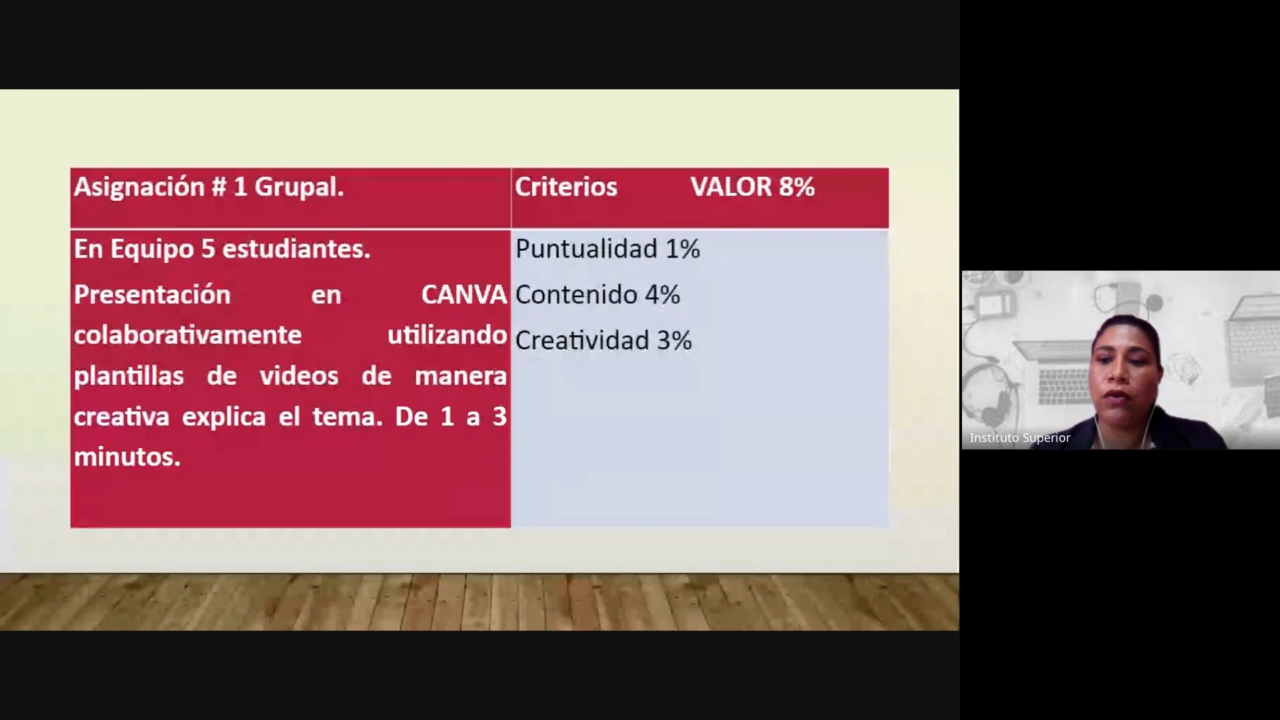 Asignación # 1 Grupal.
Criterios VALOR 8%
En Equipo 5 estudiantes.
Presentación en CANVA
colaborativamente utilizando
plantillas de videos de manera
creativa explica el tema. De 1 a 3
minutos.
Puntualidad 1%
Contenido 4%
Creatividad 3%
Instituto Superior